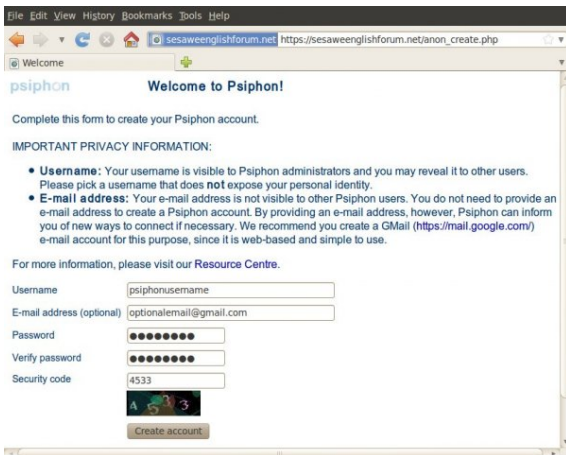 File Edit View History Bookmarks Tools Help
sesaweenglishforum.net https://sesaweenglishforum.net/anon_create.php
Welcome
psiphon Welcome to Psiphon!
Complete this form to create your Psiphon account.
IMPORTANT PRIVACY INFORMATION:
• Username: Your username is visible to Psiphon administrators and you may reveal it to other users.
Please pick a username that does not expose your personal identity.
• E-mail address: Your e-mail address is not visible to other Psiphon users. You do not need to provide an
e-mail address to create a Psiphon account. By providing an e-mail address, however, Psiphon can inform
you of new ways to connect if necessary. We recommend you create a GMail (https://mail.google.com/)
e-mail account for this purpose, since it is web-based and simple to use.
For more information, please visit our Resource Centre.
Username psiphonusername
E-mail address (optional) optionalemail@gmail.com
Password ●●●●●●●●
Verify password ●●●●●●●●
Security code 4533
4 5 3 3
Create account